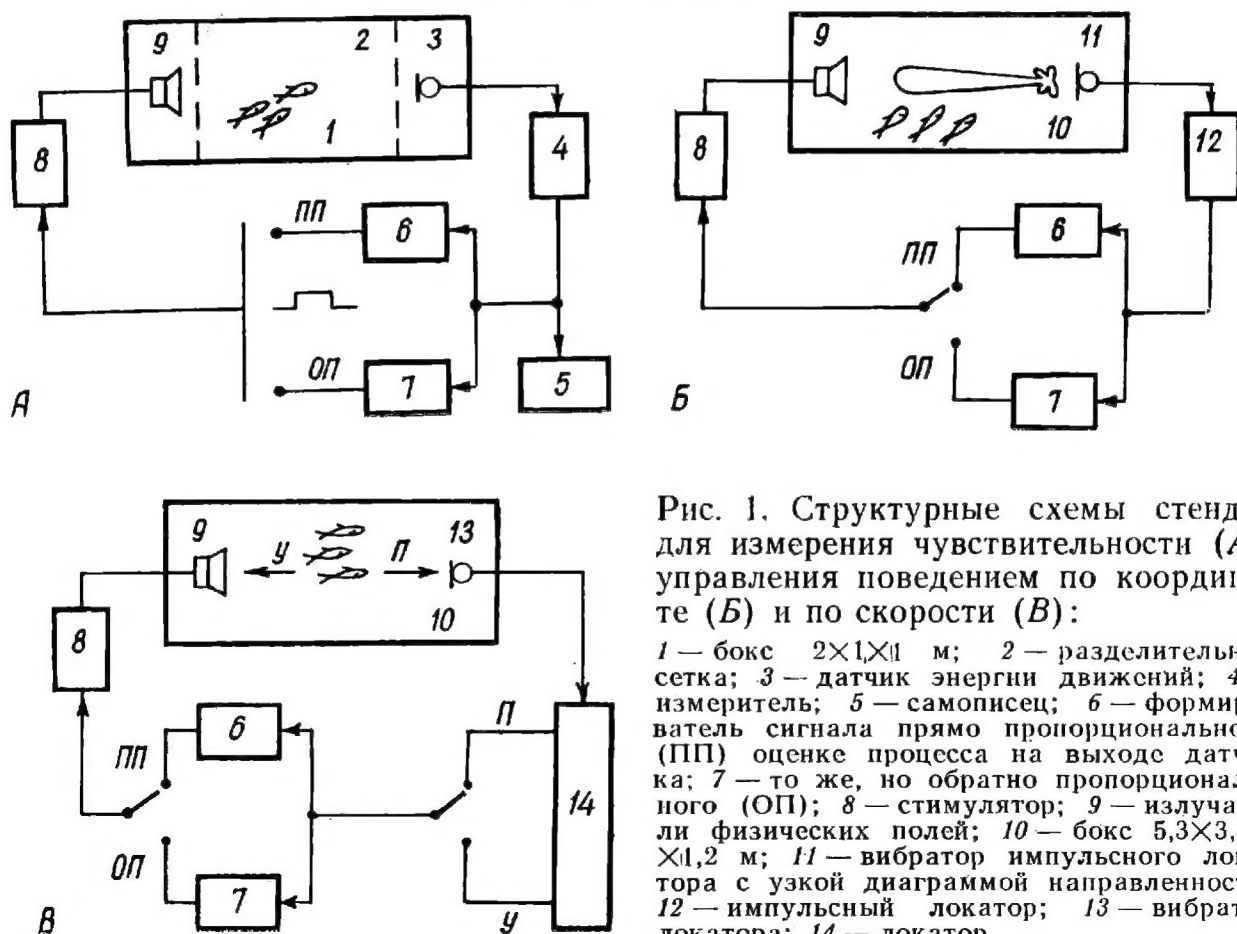 9
2
3
1
8
4
ПП
6
ОП
7
5
А
9
11
10
8
12
ПП
6
ОП
7
Б
9
У
П
13
10
8
ПП
6
П
14
ОП
7
У
В
Рис. 1. Структурные схемы стенд
для измерения чувствительности (А
управления поведением по коорди
те (Б) и по скорости (В):
1 — бокс 2×1,×1 м; 2 — разделительн
сетка; 3 — датчик энергии движений; 4
измеритель; 5 — самописец; 6 — формир
ватель сигнала прямо пропорционально
(ПП) оценке процесса на выходе датч
ка; 7 — то же, но обратно пропорционал
ного (ОП); 8 — стимулятор; 9 — излуча
ли физических полей; 10 — бокс 5,3×3,
×1,2 м; 11 — вибратор импульсного ло
тора с узкой диаграммой направленност
12 — импульсный локатор; 13 — вибрат
локатора; 14 — локатор